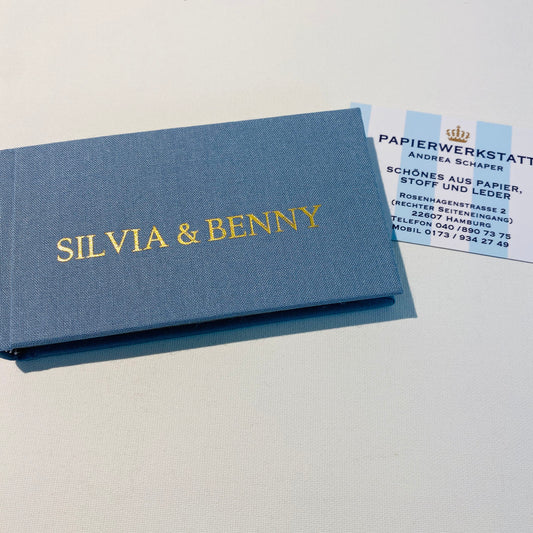 SILVIA & BENNY
PAPIERWERKSTATT
ANDREA SCHAPER
SCHÖNES AUS PAPIER,
STOFF UND LEDER
ROSENHAGENSTRASSE 2
(RECHTER SEITENEINGANG)
22607 HAMBURG
TELEFON 040 / 890 73 75
MOBIL 0173 / 934 27 49